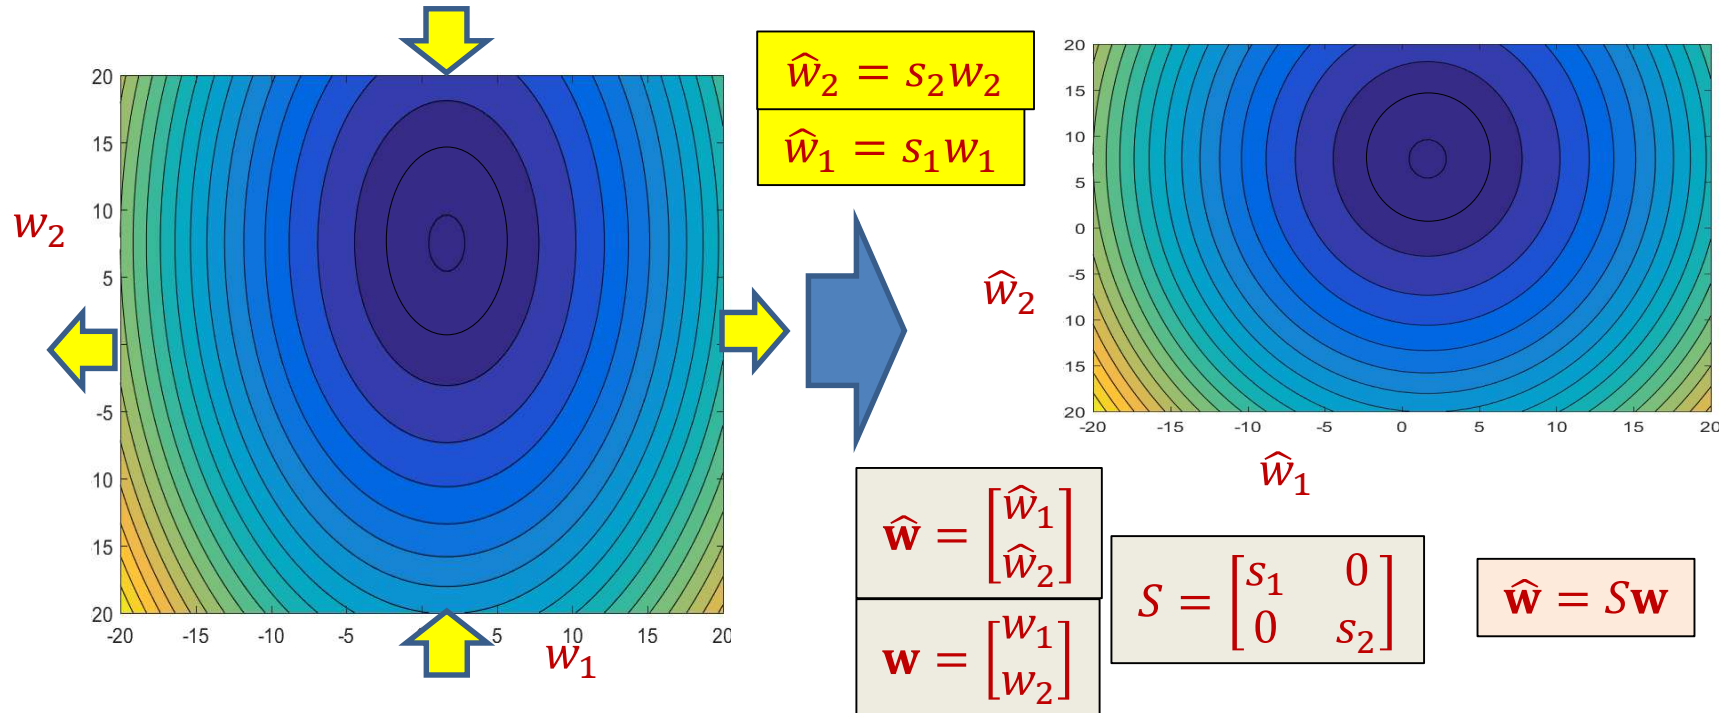 ŵ₂ = s₂w₂
ŵ₁ = s₁w₁
w₂
20
15
10
5
-5
10
15
20
-20 -15 -10 -5 5 10 15 20
w₁
ŵ₂
20
15
10
5
0
-5
-10
-15
20
-20 -15 -10 -5 0 5 10 15 20
ŵ₁
ŵ = [ŵ₁ ŵ₂]
w = [w₁ w₂]
S = [s₁ 0
0 s₂]
ŵ = Sw